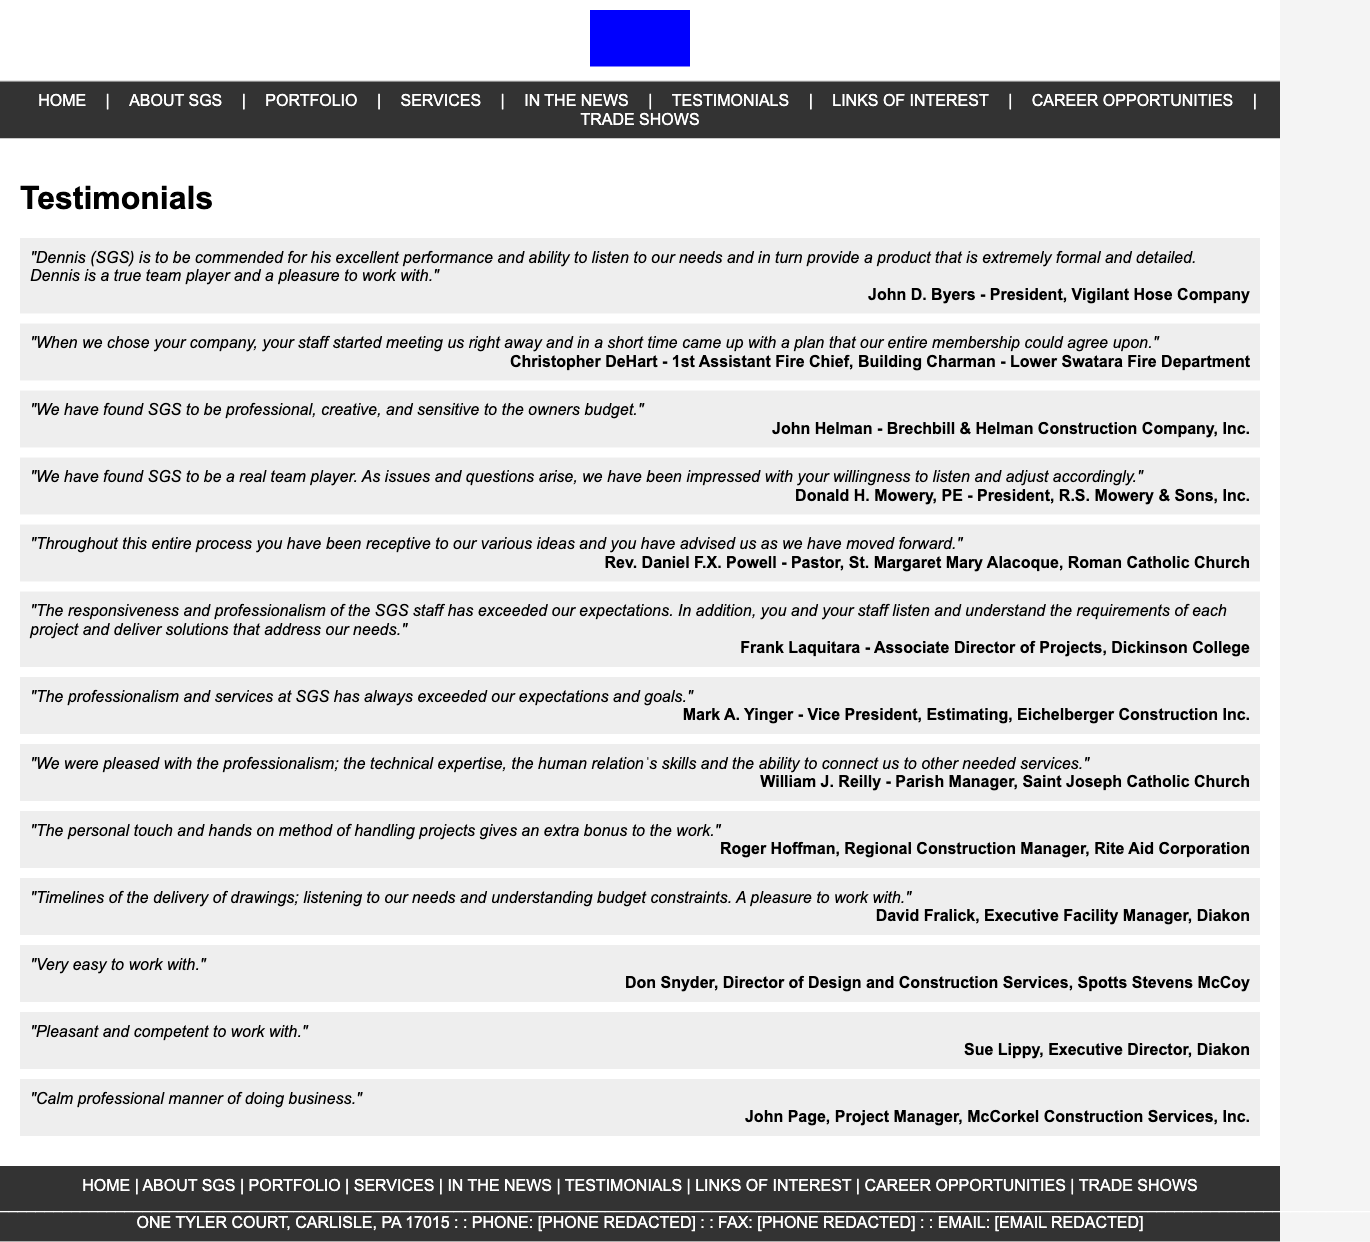 HOME | ABOUT SGS | PORTFOLIO | SERVICES | IN THE NEWS | TESTIMONIALS | LINKS OF INTEREST | CAREER OPPORTUNITIES |
TRADE SHOWS
Testimonials
"Dennis (SGS) is to be commended for his excellent performance and ability to listen to our needs and in turn provide a product that is extremely formal and detailed.
Dennis is a true team player and a pleasure to work with."
John D. Byers - President, Vigilant Hose Company
"When we chose your company, your staff started meeting us right away and in a short time came up with a plan that our entire membership could agree upon."
Christopher DeHart - 1st Assistant Fire Chief, Building Charman - Lower Swatara Fire Department
"We have found SGS to be professional, creative, and sensitive to the owners budget."
John Helman - Brechbill & Helman Construction Company, Inc.
"We have found SGS to be a real team player. As issues and questions arise, we have been impressed with your willingness to listen and adjust accordingly."
Donald H. Mowery, PE - President, R.S. Mowery & Sons, Inc.
"Throughout this entire process you have been receptive to our various ideas and you have advised us as we have moved forward."
Rev. Daniel F.X. Powell - Pastor, St. Margaret Mary Alacoque, Roman Catholic Church
"The responsiveness and professionalism of the SGS staff has exceeded our expectations. In addition, you and your staff listen and understand the requirements of each
project and deliver solutions that address our needs."
Frank Laquitara - Associate Director of Projects, Dickinson College
"The professionalism and services at SGS has always exceeded our expectations and goals."
Mark A. Yinger - Vice President, Estimating, Eichelberger Construction Inc.
"We were pleased with the professionalism; the technical expertise, the human relation`s skills and the ability to connect us to other needed services."
William J. Reilly - Parish Manager, Saint Joseph Catholic Church
"The personal touch and hands on method of handling projects gives an extra bonus to the work."
Roger Hoffman, Regional Construction Manager, Rite Aid Corporation
"Timelines of the delivery of drawings; listening to our needs and understanding budget constraints. A pleasure to work with."
David Fralick, Executive Facility Manager, Diakon
"Very easy to work with."
Don Snyder, Director of Design and Construction Services, Spotts Stevens McCoy
"Pleasant and competent to work with."
Sue Lippy, Executive Director, Diakon
"Calm professional manner of doing business."
John Page, Project Manager, McCorkel Construction Services, Inc.
HOME | ABOUT SGS | PORTFOLIO | SERVICES | IN THE NEWS | TESTIMONIALS | LINKS OF INTEREST | CAREER OPPORTUNITIES | TRADE SHOWS
ONE TYLER COURT, CARLISLE, PA 17015 : : PHONE: [PHONE REDACTED] : : FAX: [PHONE REDACTED] : : EMAIL: [EMAIL REDACTED]